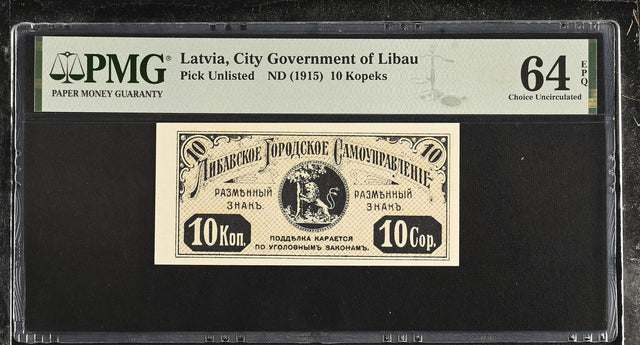 PMG®
PAPER MONEY GUARANTY
Latvia, City Government of Libau
Pick Unlisted ND (1915) 10 Kopeks
64 EPQ
Choice Uncirculated
10 10
Либавское Городское Самоуправленіе
РАЗМѢННЫЙ РАЗМѢННЫЙ
ЗНАКЪ. ЗНАКЪ.
10 Коп. 10 Cop.
ПОДДѢЛКА КАРАЕТСЯ
ПО УГОЛОВНЫМЪ ЗАКОНАМЪ.